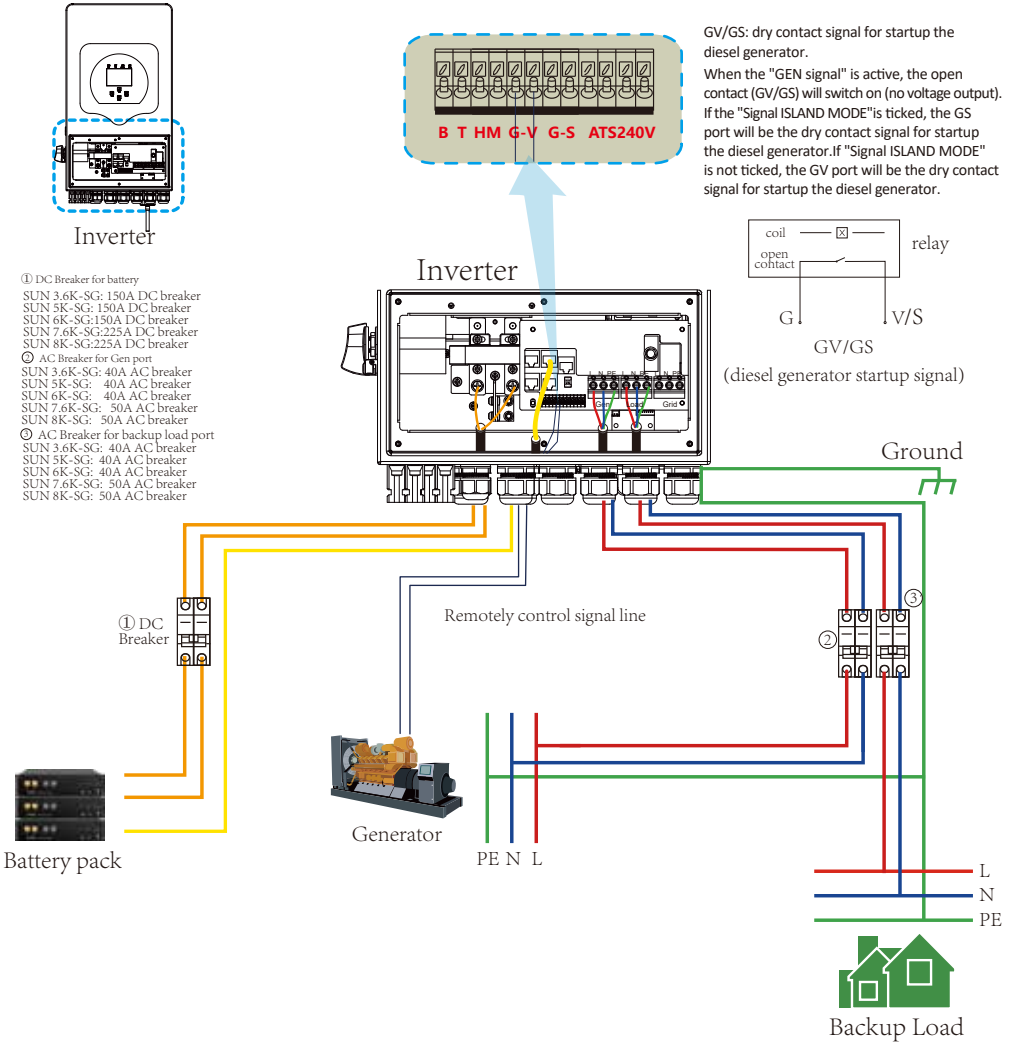 GV/GS: dry contact signal for startup the
diesel generator.
When the "GEN signal" is active, the open
contact (GV/GS) will switch on (no voltage output).
If the "Signal ISLAND MODE"is ticked, the GS
port will be the dry contact signal for startup
the diesel generator.If "Signal ISLAND MODE"
is not ticked, the GV port will be the dry contact
signal for startup the diesel generator.
B T HM G-V G-S ATS240V
Inverter
coil
open
contact
relay
G
V/S
GV/GS
(diesel generator startup signal)
① DC Breaker for battery
SUN 3.6K-SG: 150A DC breaker
SUN 5K-SG: 150A DC breaker
SUN 6K-SG:150A DC breaker
SUN 7.6K-SG:225A DC breaker
SUN 8K-SG:225A DC breaker
② AC Breaker for Gen port
SUN 3.6K-SG: 40A AC breaker
SUN 5K-SG: 40A AC breaker
SUN 6K-SG: 40A AC breaker
SUN 7.6K-SG: 50A AC breaker
SUN 8K-SG: 50A AC breaker
③ AC Breaker for backup load port
SUN 3.6K-SG: 40A AC breaker
SUN 5K-SG: 40A AC breaker
SUN 6K-SG: 40A AC breaker
SUN 7.6K-SG: 50A AC breaker
SUN 8K-SG: 50A AC breaker
Inverter
L N PE L N PE N PE
Gen Load Grid
Ground
① DC
Breaker
Remotely control signal line
②
③
Battery pack
Generator
PE N L
L
N
PE
Backup Load